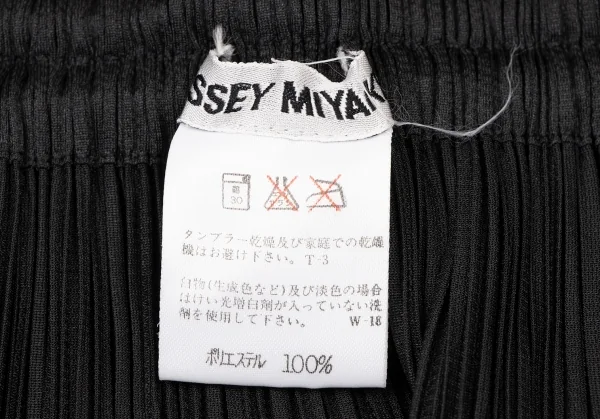 SSEY MIYAK
弱
30
タンブラー乾燥及び家庭での乾燥
機はお避け下さい。T-3
白物(生成色など)及び淡色の場合
はけい光増白剤が入っていない洗
剤を使用して下さい。 W-18
ポリエステル 100%